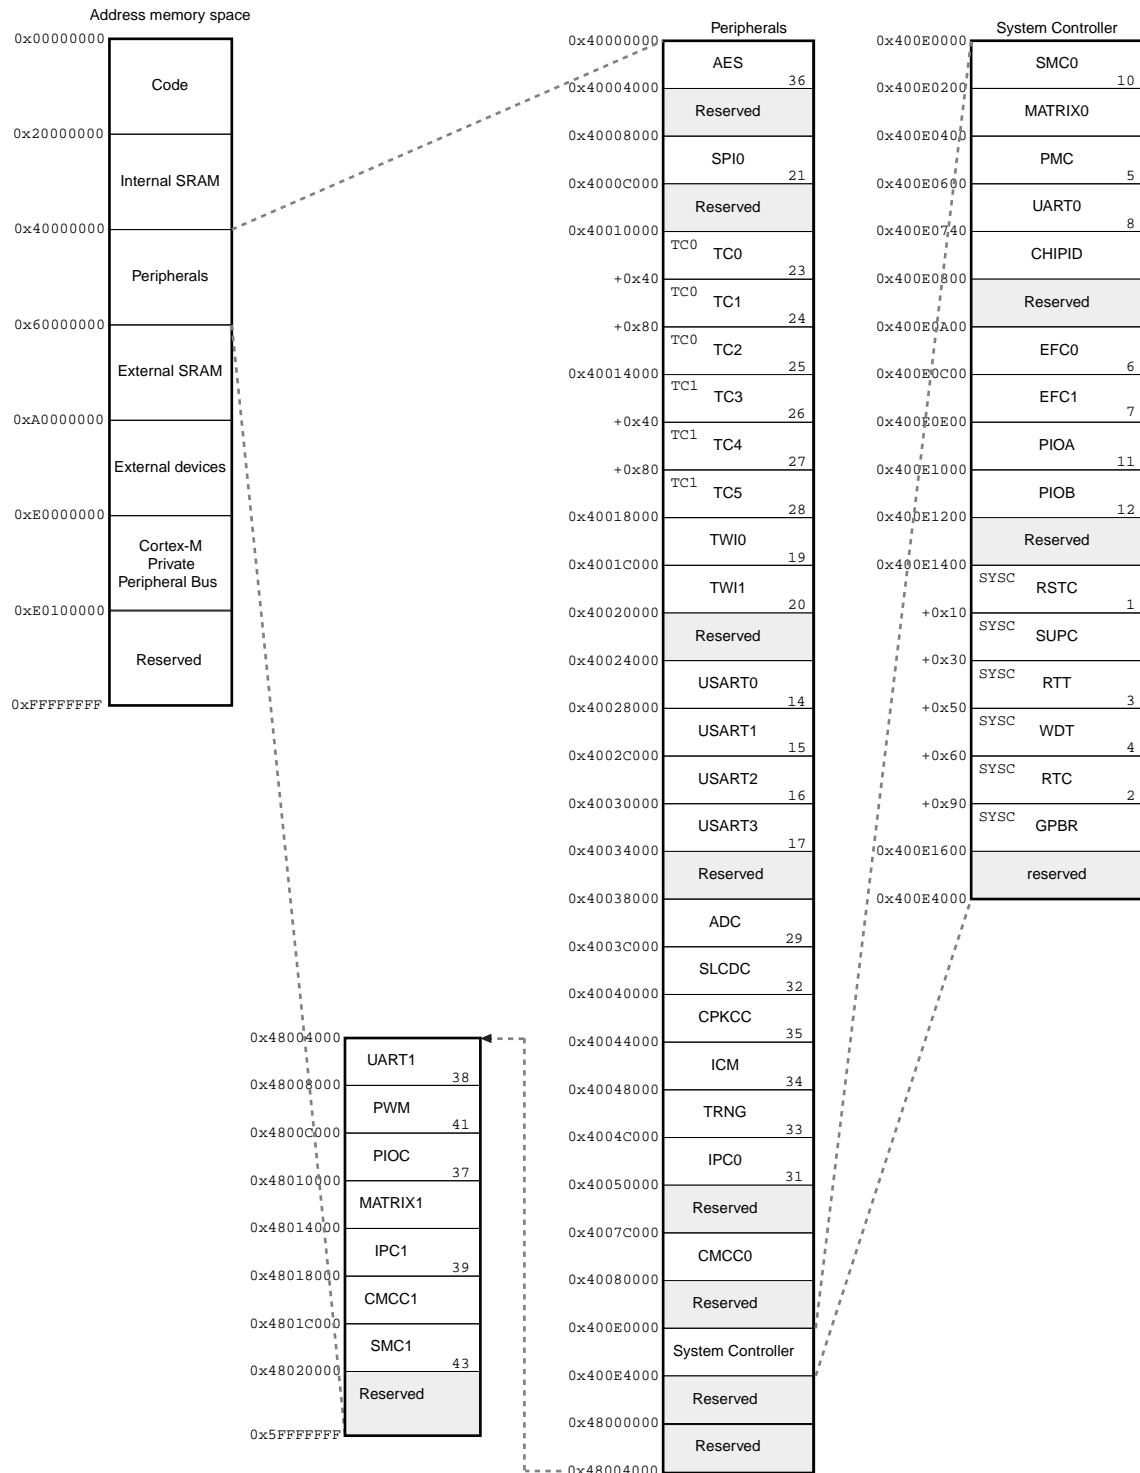 Address memory space
0x00000000
Code
0x20000000
Internal SRAM
0x40000000
Peripherals
0x60000000
External SRAM
0xA0000000
External devices
0xE0000000
Cortex-M
Private
Peripheral Bus
0xE0100000
Reserved
0xFFFFFFFF
Peripherals
0x40000000
AES
36
0x40004000
Reserved
0x40008000
SPI0
21
0x4000C000
Reserved
0x40010000
TC0 TC0
23
+0x40
TC0 TC1
24
+0x80
TC0 TC2
25
0x40014000
TC1 TC3
26
+0x40
TC1 TC4
27
+0x80
TC1 TC5
28
0x40018000
TWI0
19
0x4001C000
TWI1
20
0x40020000
Reserved
0x40024000
USART0
14
0x40028000
USART1
15
0x4002C000
USART2
16
0x40030000
USART3
17
0x40034000
Reserved
0x40038000
ADC
29
0x4003C000
SLCDC
32
0x40040000
CPKCC
35
0x40044000
ICM
34
0x40048000
TRNG
33
0x4004C000
IPC0
31
0x40050000
Reserved
0x4007C000
CMCC0
0x40080000
Reserved
0x400E0000
System Controller
0x400E4000
Reserved
0x48000000
Reserved
0x48004000
System Controller
0x400E0000
SMC0
10
0x400E0200
MATRIX0
0x400E0400
PMC
5
0x400E0600
UART0
8
0x400E0740
CHIPID
0x400E0800
Reserved
0x400E0A00
EFC0
6
0x400E0C00
EFC1
7
0x400E0E00
PIOA
11
0x400E1000
PIOB
12
0x400E1200
Reserved
0x400E1400
SYSC RSTC
1
+0x10
SYSC SUPC
+0x30
SYSC RTT
3
+0x50
SYSC WDT
4
+0x60
SYSC RTC
2
+0x90
SYSC GPBR
0x400E1600
reserved
0x400E4000
0x48004000
UART1
38
0x48008000
PWM
41
0x4800C000
PIOC
37
0x48010000
MATRIX1
0x48014000
IPC1
39
0x48018000
CMCC1
0x4801C000
SMC1
43
0x48020000
Reserved
0x5FFFFFFF